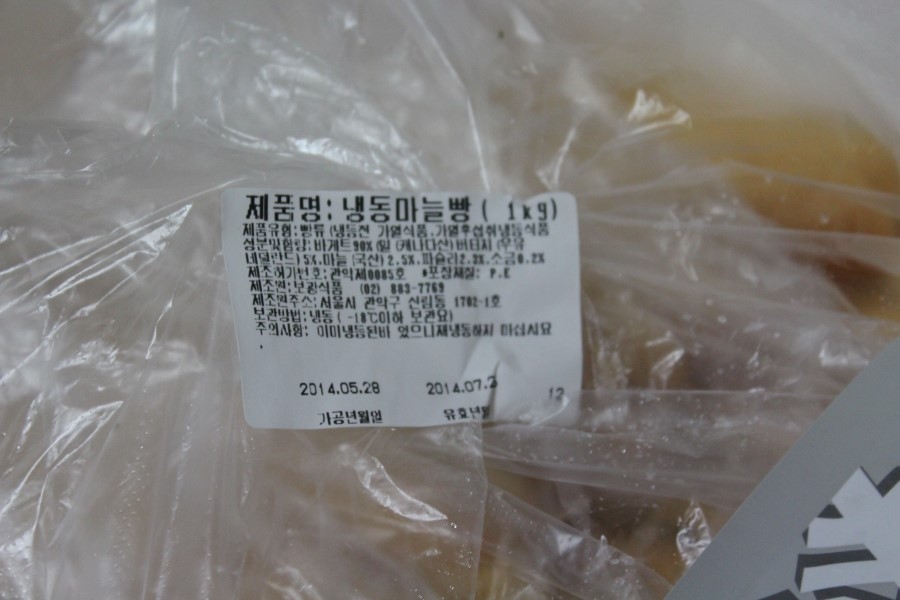 제품명: 냉동마늘빵 ( 1kg)
제품유형: 빵류 (냉동전 가열식품.가열후섭취냉동식품
성분및함량: 바게트90%(밀 (캐나다산) 버터지 (우유
네덜란드) 5%.마늘 (국산) 2.5%.파슬리2.3%.소금0.2%
제조허가번호: 관악제0085호 *포장재질: P.E
제조원: 보광식품 (02) 883-7769
제조원주소: 서울시 관악구 신림동 1702-1호
보관방법: 냉동 ( -18℃이하 보관요)
주의사항: 이미냉동된바 있으니재냉동하지 마십시요
.
2014.05.28 2014.07.2 12
가공년월일 유효년월